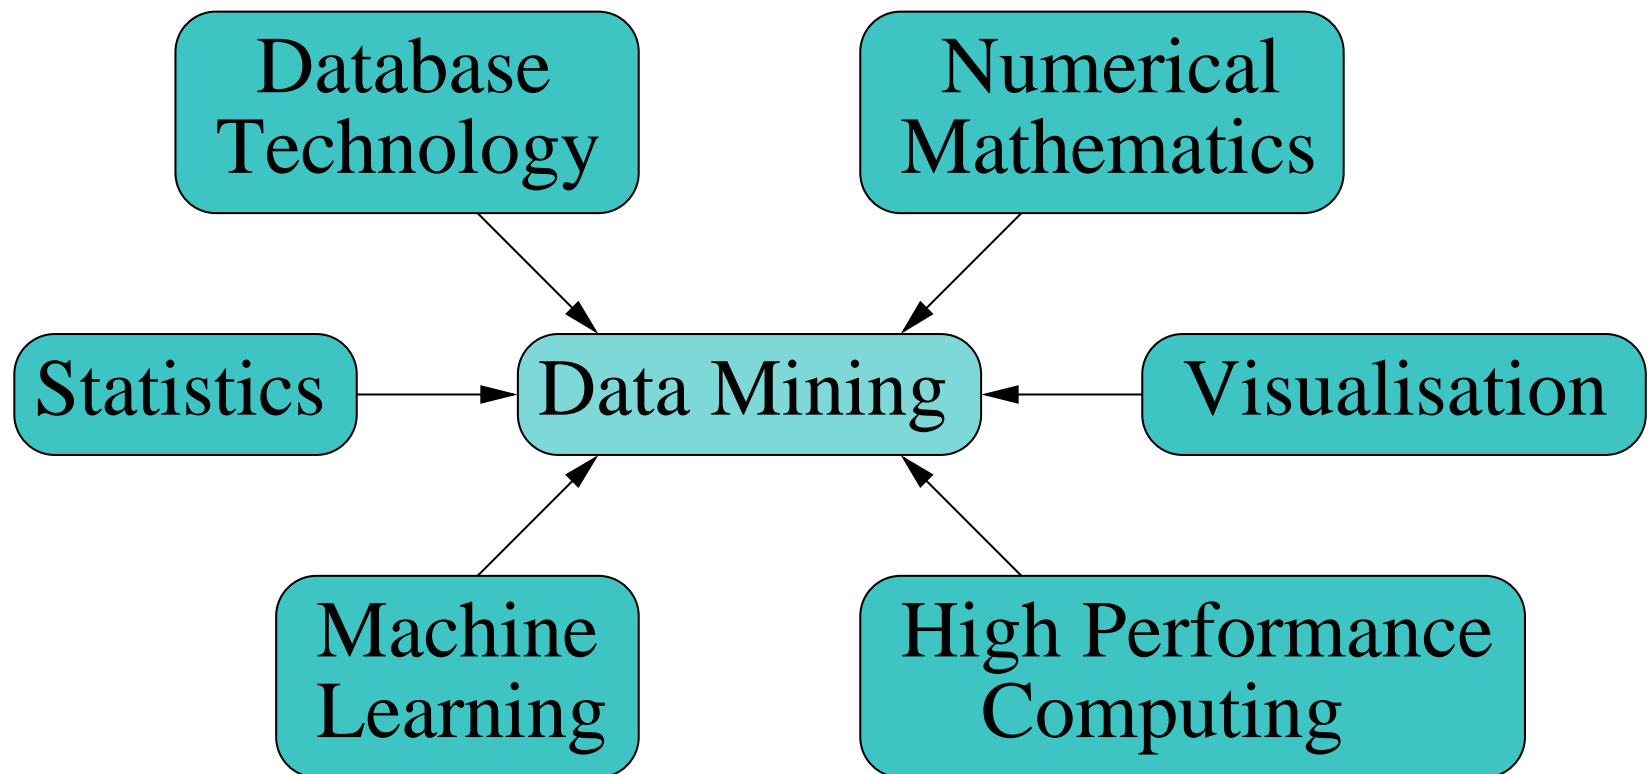 Database
Technology
Numerical
Mathematics
Statistics
Data Mining
Visualisation
Machine
Learning
High Performance
Computing